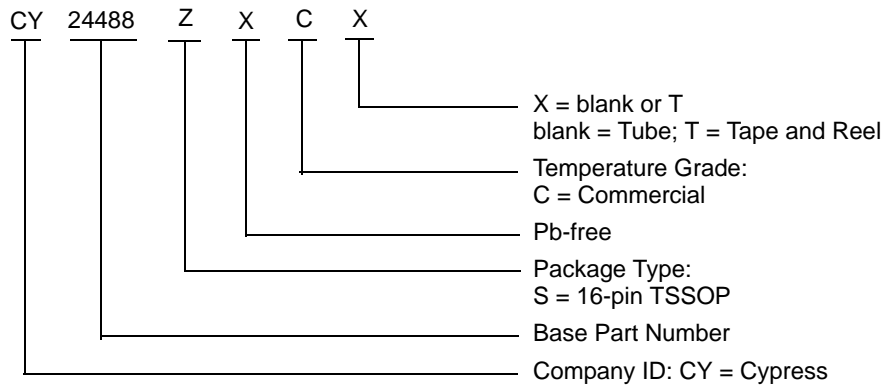 CY 24488 Z X C X
X = blank or T
blank = Tube; T = Tape and Reel
Temperature Grade:
C = Commercial
Pb-free
Package Type:
S = 16-pin TSSOP
Base Part Number
Company ID: CY = Cypress